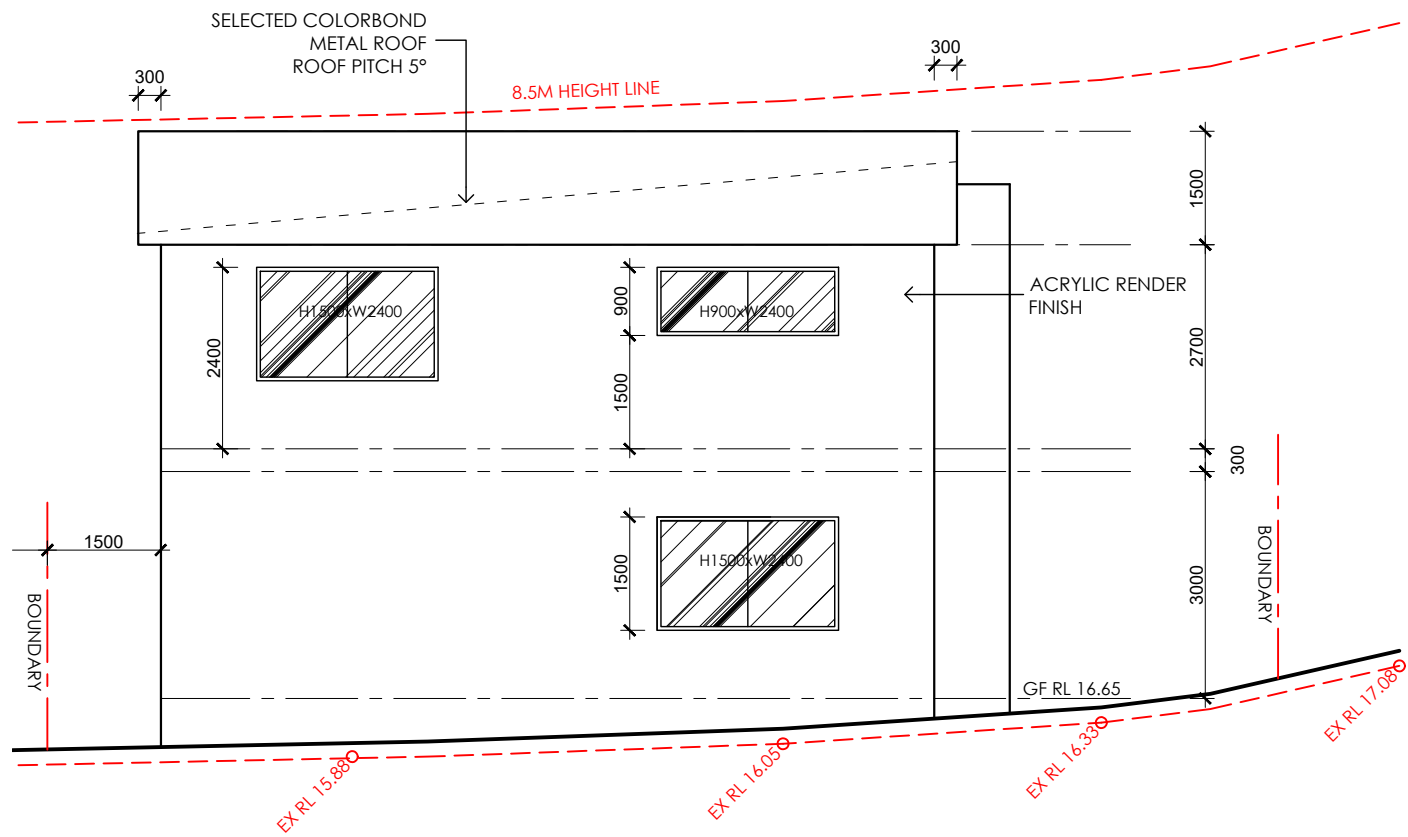 SELECTED COLORBOND
METAL ROOF
ROOF PITCH 5°
300
300
8.5M HEIGHT LINE
1500
2400
H1500xW2400
900
H900xW2400
1500
ACRYLIC RENDER
FINISH
2700
300
1500
BOUNDARY
1500
H1500xW2400
3000
BOUNDARY
GF RL 16.65
EX RL 15.88
EX RL 16.05
EX RL 16.33
EX RL 17.08